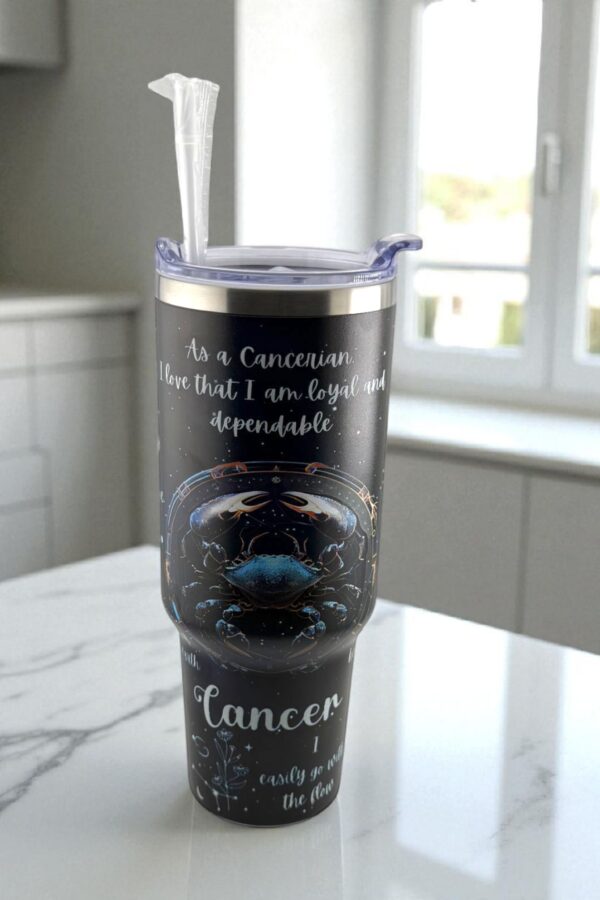 As a Cancerian
I love that I am loyal and
dependable
Cancer
I
easily go with
the flow